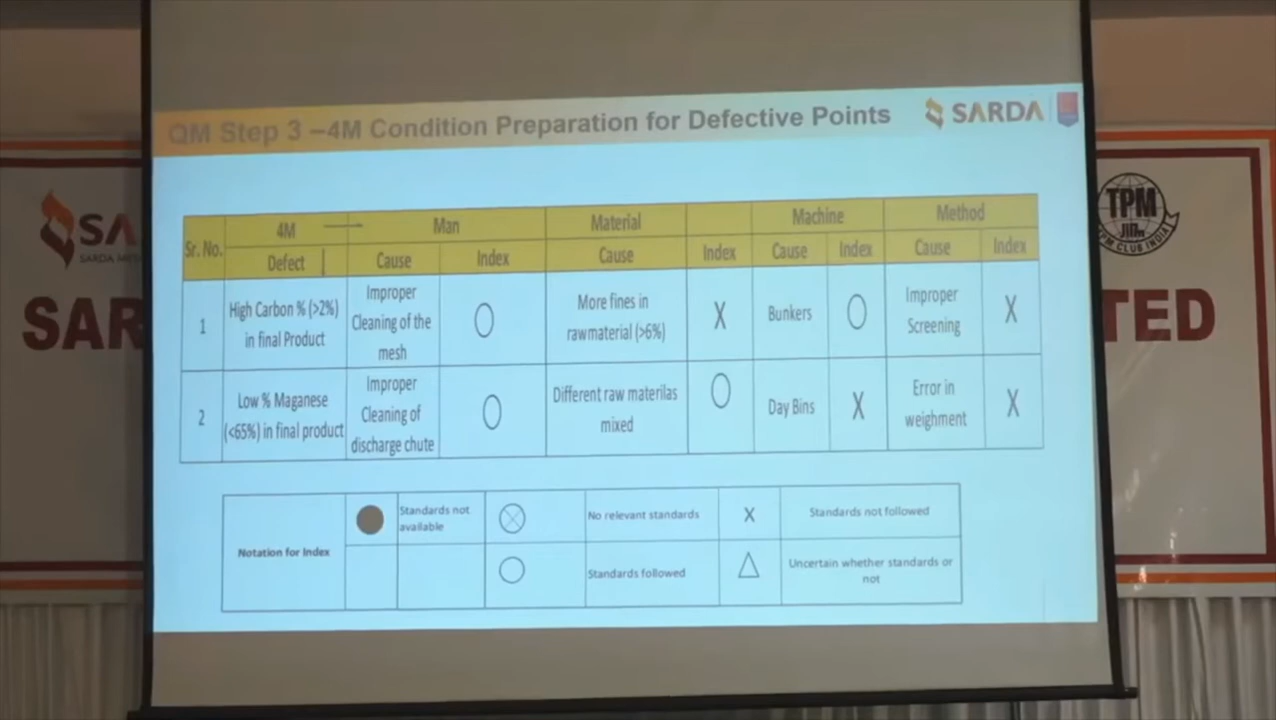 QM Step 3 –4M Condition Preparation for Defective Points
SARDA
SA
SARDA
SAR
TPM
TPM CLUB INDIA
TED
Sr. No. 4M Man Material Machine Method
Defect Cause Index Cause Index Cause Index Cause Index
1
High Carbon % (>2%)
in final Product
Improper
Cleaning of the
mesh
O
More fines in
rawmaterial (>6%)
X
Bunkers
O
Improper
Screening
X
2
Low % Maganese
(<65%) in final product
Improper
Cleaning of
discharge chute
O
Different raw materilas
mixed
O
Day Bins
X
Error in
weighment
X
Notation for Index
Standards not
available
No relevant standards
X
Standards not followed
Standards followed
Uncertain whether standards or
not